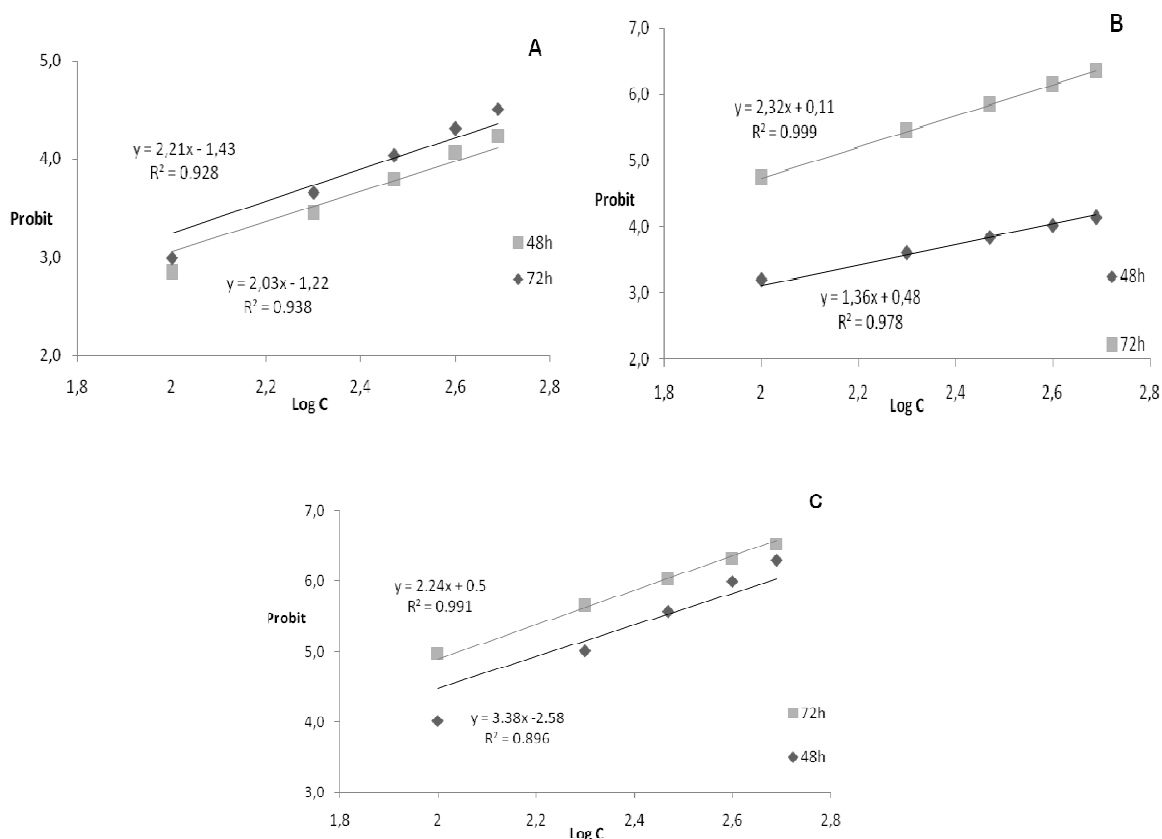 A
5,0
4,0
3,0
2,0
Probit
y = 2,21x - 1,43
R² = 0.928
y = 2,03x - 1,22
R² = 0.938
48h
72h
1,8
2
2,2
2,4
2,6
2,8
Log C
B
7,0
6,0
5,0
4,0
3,0
2,0
Probit
y = 2,32x + 0,11
R² = 0.999
y = 1,36x + 0,48
R² = 0.978
48h
72h
1,8
2
2,2
2,4
2,6
2,8
Log C
C
7,0
6,0
5,0
4,0
3,0
Probit
y = 2.24x + 0.5
R² = 0.991
y = 3.38x -2.58
R² = 0.896
72h
48h
1,8
2
2,2
2,4
2,6
2,8
Log C